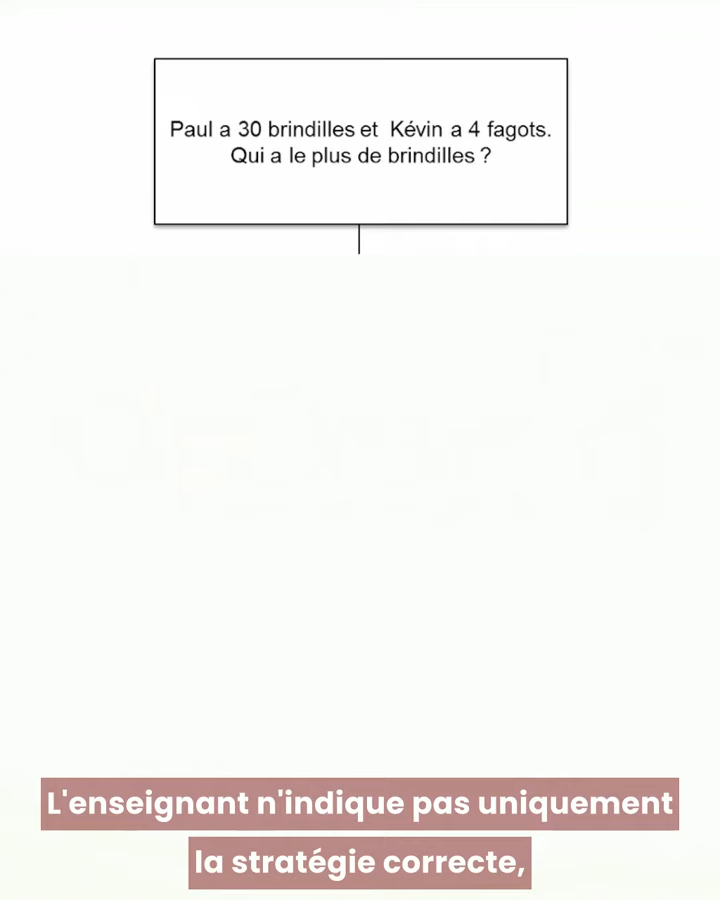 Paul a 30 brindilles et Kévin a 4 fagots.
Qui a le plus de brindilles ?
L'enseignant n'indique pas uniquement
la stratégie correcte,